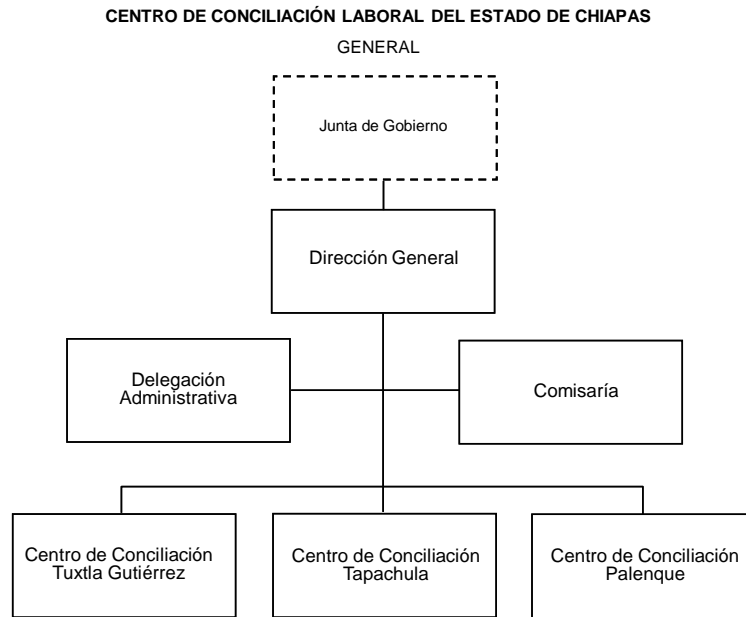 CENTRO DE CONCILIACIÓN LABORAL DEL ESTADO DE CHIAPAS
GENERAL
Junta de Gobierno
Dirección General
Delegación
Administrativa
Comisaría
Centro de Conciliación
Tuxtla Gutiérrez
Centro de Conciliación
Tapachula
Centro de Conciliación
Palenque